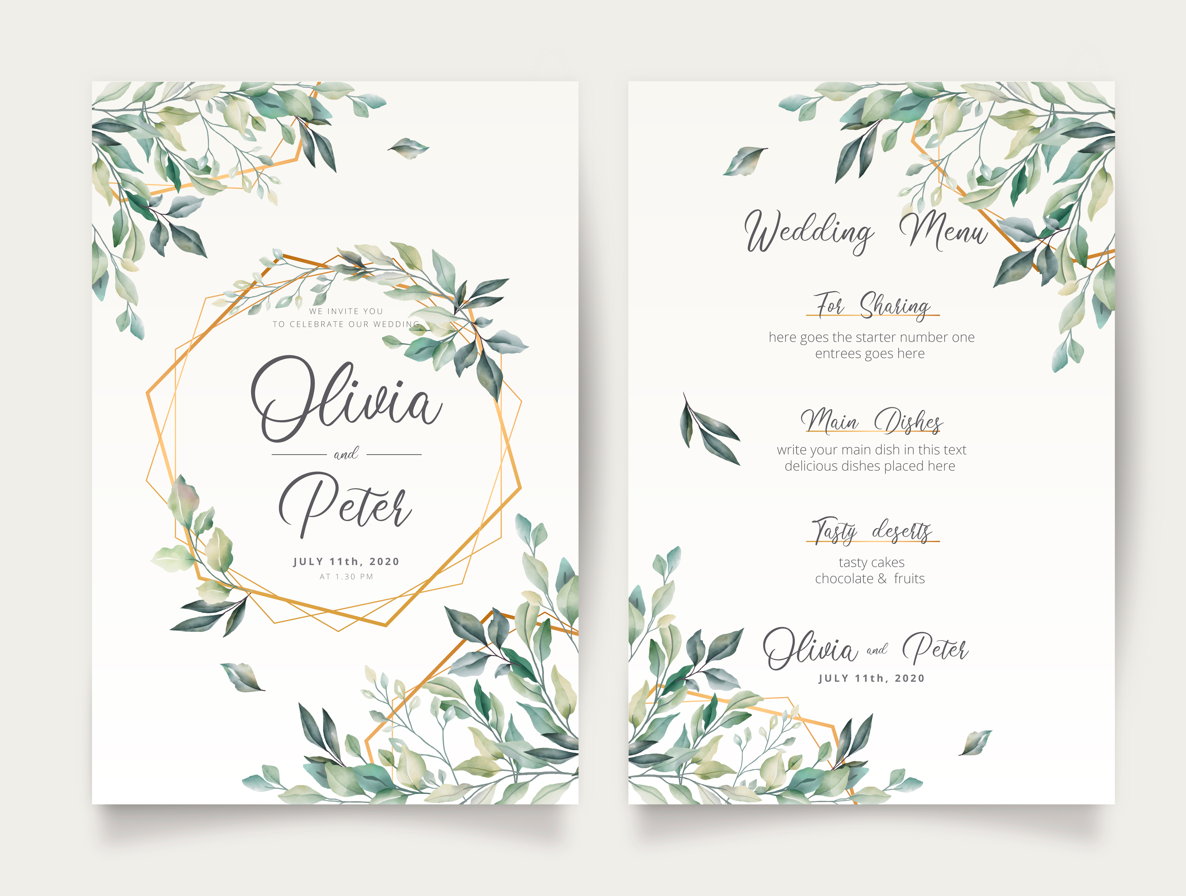 WE INVITE YOU
TO CELEBRATE OUR WEDDING
Olivia
and
Peter
JULY 11th, 2020
AT 1.30 PM
Wedding Menu
For Sharing
here goes the starter number one
entrees goes here
Main Dishes
write your main dish in this text
delicious dishes placed here
Tasty deserts
tasty cakes
chocolate & fruits
Olivia and Peter
JULY 11th, 2020